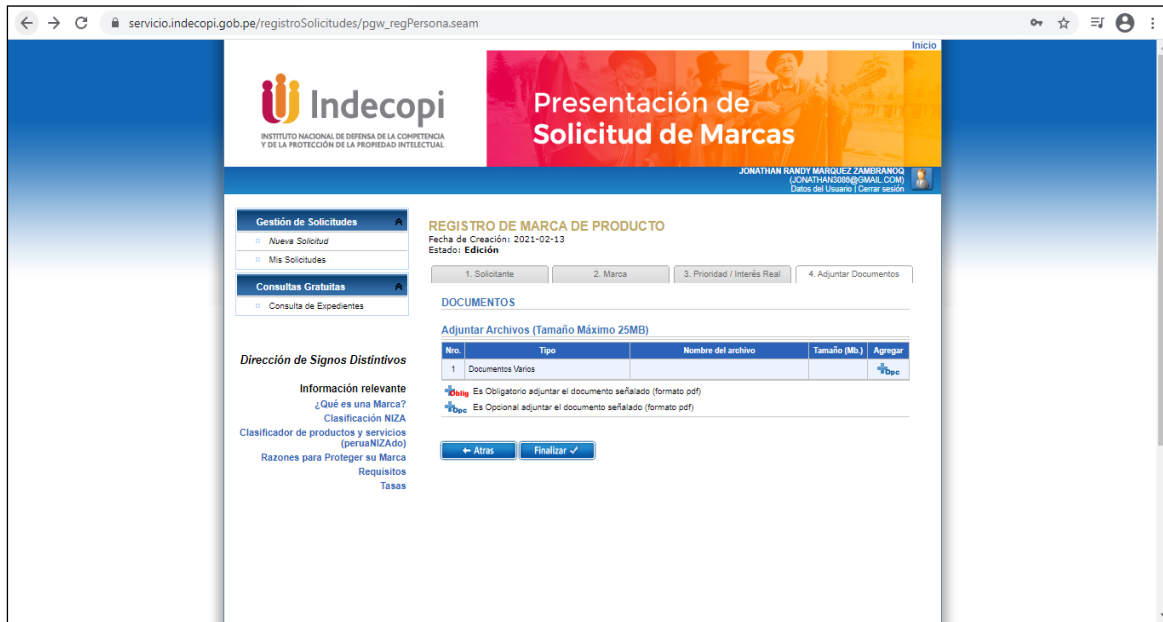 servicio.indecopi.gob.pe/registroSolicitudes/pgw_regPersona.seam
Inicio
Indecopi
INSTITUTO NACIONAL DE DEFENSA DE LA COMPETENCIA
Y DE LA PROTECCIÓN DE LA PROPIEDAD INTELECTUAL
Presentación de
Solicitud de Marcas
JONATHAN RANDY MARQUEZ ZAMBRANOQ
(JONATHAN3086@GMAIL.COM)
Datos del Usuario | Cerrar sesión
Gestión de Solicitudes
Nueva Solicitud
Mis Solicitudes
Consultas Gratuitas
Consulta de Expedientes
Dirección de Signos Distintivos
Información relevante
¿Qué es una Marca?
Clasificación NIZA
Clasificador de productos y servicios
(peruaNIZAdo)
Razones para Proteger su Marca
Requisitos
Tasas
REGISTRO DE MARCA DE PRODUCTO
Fecha de Creación: 2021-02-13
Estado: Edición
1. Solicitante 2. Marca 3. Prioridad / Interés Real 4. Adjuntar Documentos
DOCUMENTOS
Adjuntar Archivos (Tamaño Máximo 25MB)
Nro. Tipo Nombre del archivo Tamaño (Mb.) Agregar
1 Documentos Varios Opc
Oblig Es Obligatorio adjuntar el documento señalado (formato pdf)
Opc Es Opcional adjuntar el documento señalado (formato pdf)
Atras Finalizar